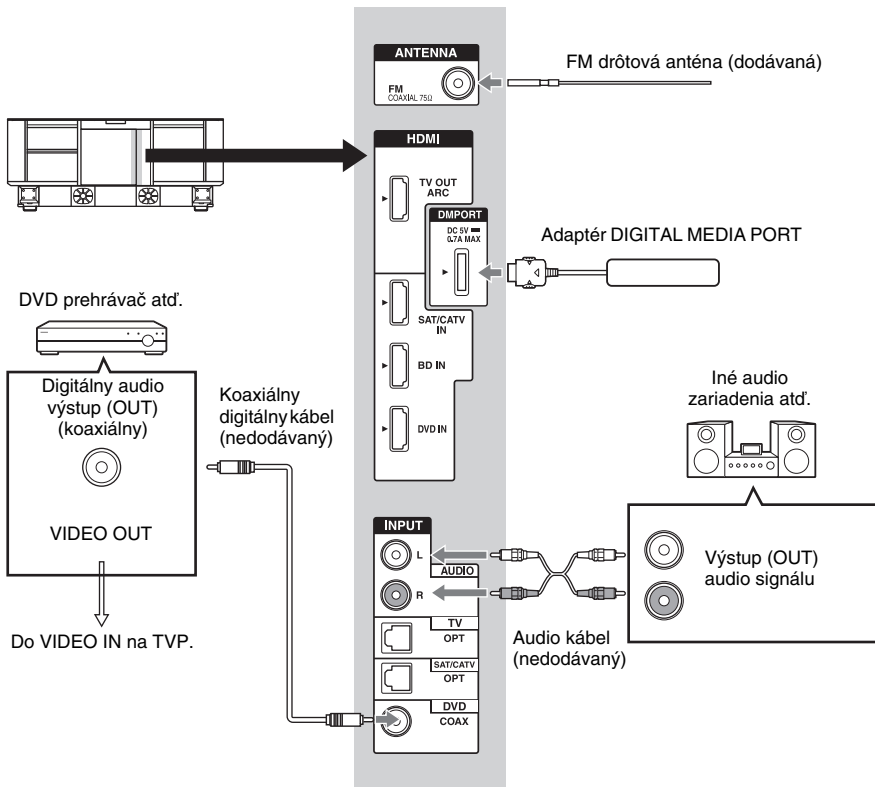 ANTENNA
FM
COAXIAL 75Ω
FM drôtová anténa (dodávaná)
HDMI
TV OUT
ARC
DMPORT
DC 5V
0.7A MAX
Adaptér DIGITAL MEDIA PORT
SAT/CATV
IN
BD IN
DVD IN
DVD prehrávač atď.
Digitálny audio
výstup (OUT)
(koaxiálny)
VIDEO OUT
Do VIDEO IN na TVP.
Koaxiálny
digitálny kábel
(nedodávaný)
Iné audio
zariadenia atď.
INPUT
L
AUDIO
R
TV
OPT
SAT/CATV
OPT
DVD
COAX
Výstup (OUT)
audio signálu
Audio kábel
(nedodávaný)